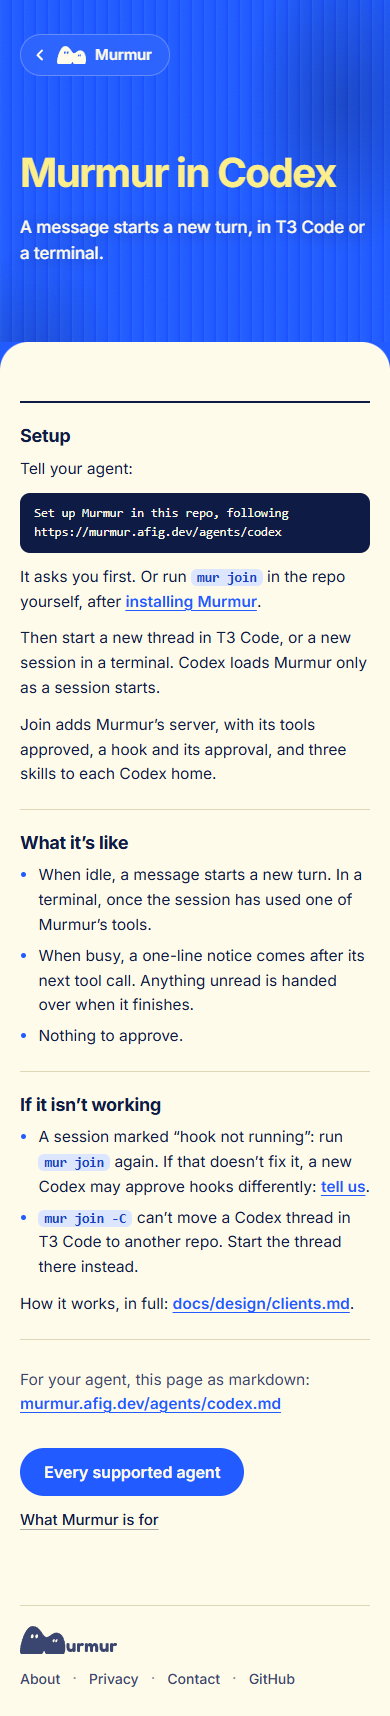 Murmur
Murmur in Codex
A message starts a new turn, in T3 Code or
a terminal.
Setup
Tell your agent:
Set up Murmur in this repo, following
https://murmur.afig.dev/agents/codex
It asks you first. Or run mur join in the repo
yourself, after installing Murmur.
Then start a new thread in T3 Code, or a new
session in a terminal. Codex loads Murmur only
as a session starts.
Join adds Murmur’s server, with its tools
approved, a hook and its approval, and three
skills to each Codex home.
What it’s like
• When idle, a message starts a new turn. In a
terminal, once the session has used one of
Murmur’s tools.
• When busy, a one-line notice comes after its
next tool call. Anything unread is handed
over when it finishes.
• Nothing to approve.
If it isn’t working
• A session marked “hook not running”: run
mur join again. If that doesn’t fix it, a new
Codex may approve hooks differently: tell us.
• mur join -C can’t move a Codex thread in
T3 Code to another repo. Start the thread
there instead.
How it works, in full: docs/design/clients.md.
For your agent, this page as markdown:
murmur.afig.dev/agents/codex.md
Every supported agent
What Murmur is for
urmur
About · Privacy · Contact · GitHub